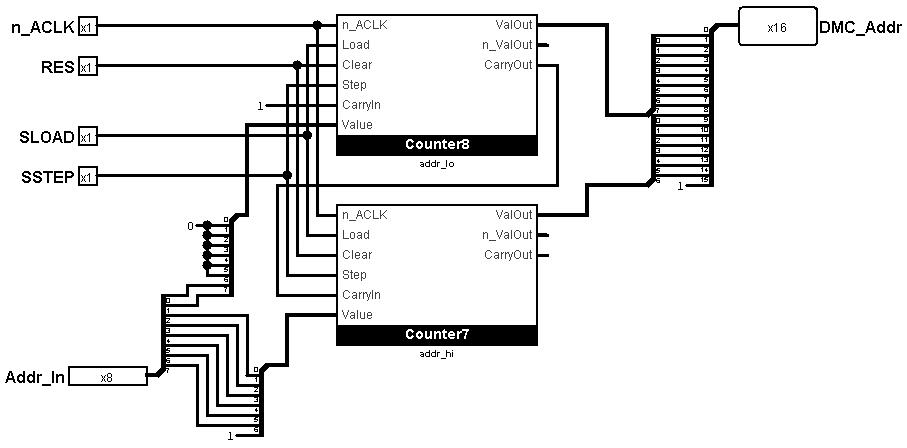 n_ACLK x1
RES x1
SLOAD x1
SSTEP x1
n_ACLK ValOut
Load n_ValOut
Clear CarryOut
Step
1 CarryIn
Value
Counter8
addr_lo
n_ACLK ValOut
Load n_ValOut
Clear CarryOut
Step
CarryIn
Value
Counter7
addr_hi
x16 DMC_Addr
0
0
1
2
3
4
5
6
7
Addr_In x8
0
1
2
3
4
5
6
7
0
1
2
3
4
5
6
1
0
1
2
3
4
5
6
7
0
1
2
3
4
5
6
0
1
2
3
4
5
6
7
8
9
10
11
12
13
14
15
1